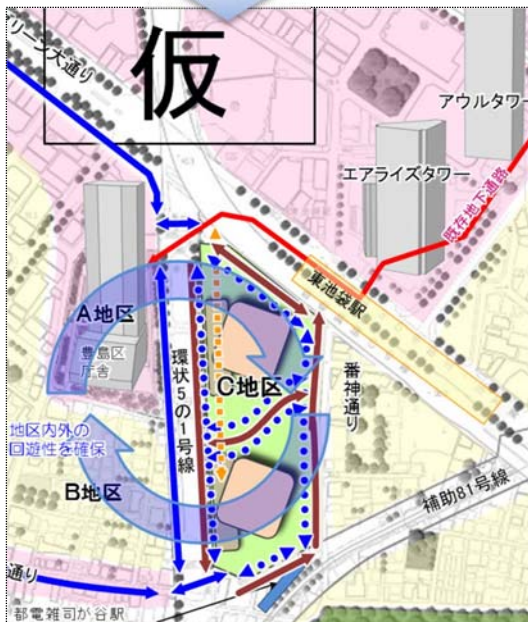 仮
グリーン大通り
アウルタワー
エアライズタワー
既存地下通路
東池袋駅
A地区
豊島区
庁舎
環状5の1号線
C地区
番神通り
地区内外の
回遊性を確保
B地区
補助81号線
通り
都電雑司が谷駅